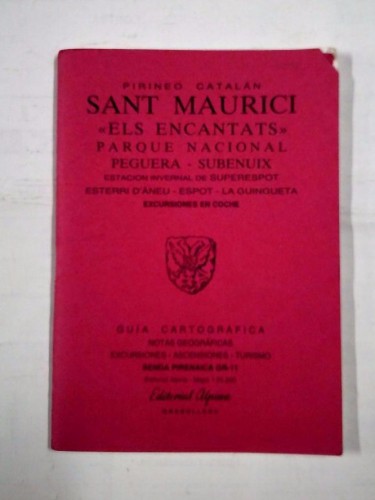 PIRINEO CATALÁN
SANT MAURICI
«ELS ENCANTATS»
PARQUE NACIONAL
PEGUERA - SUBENUIX
ESTACION INVERNAL DE SUPERESPOT
ESTERRI D'ÀNEU - ESPOT - LA GUINGUETA
EXCURSIONES EN COCHE
GUÍA CARTOGRÁFICA
NOTAS GEOGRÁFICAS
EXCURSIONES - ASCENSIONES - TURISMO
SENDA PIRENAICA GR-11
Editorial Alpina
GRANOLLERS